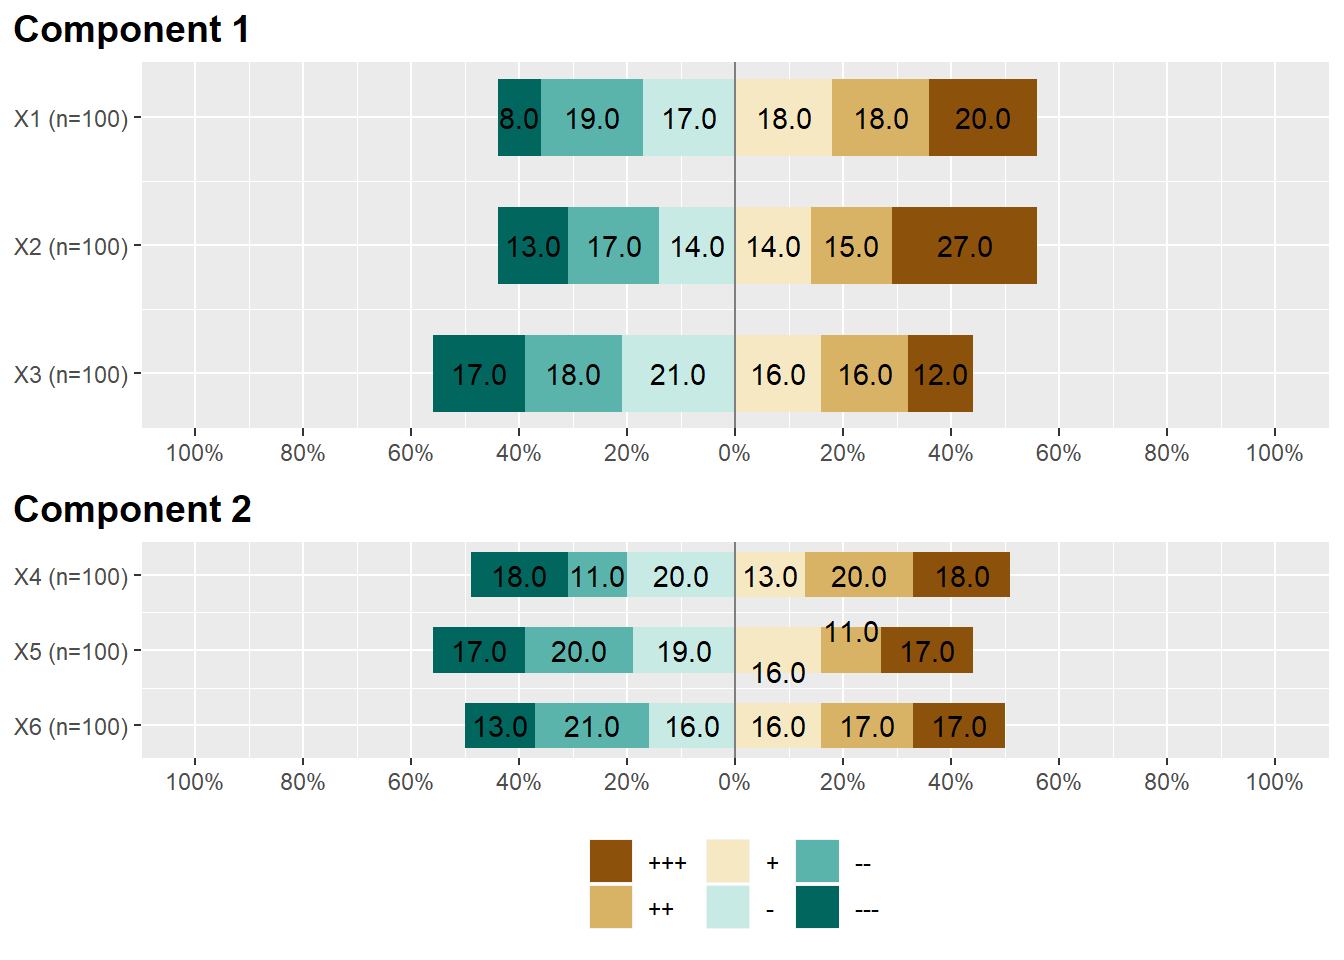 Component 1
X1 (n=100) 8.0 19.0 17.0 18.0 18.0 20.0
X2 (n=100) 13.0 17.0 14.0 14.0 15.0 27.0
X3 (n=100) 17.0 18.0 21.0 16.0 16.0 12.0
100% 80% 60% 40% 20% 0% 20% 40% 60% 80% 100%
Component 2
X4 (n=100) 18.0 11.0 20.0 13.0 20.0 18.0
X5 (n=100) 17.0 20.0 19.0 16.0 11.0 17.0
X6 (n=100) 13.0 21.0 16.0 16.0 17.0 17.0
100% 80% 60% 40% 20% 0% 20% 40% 60% 80% 100%
+++ + --
++ - ---